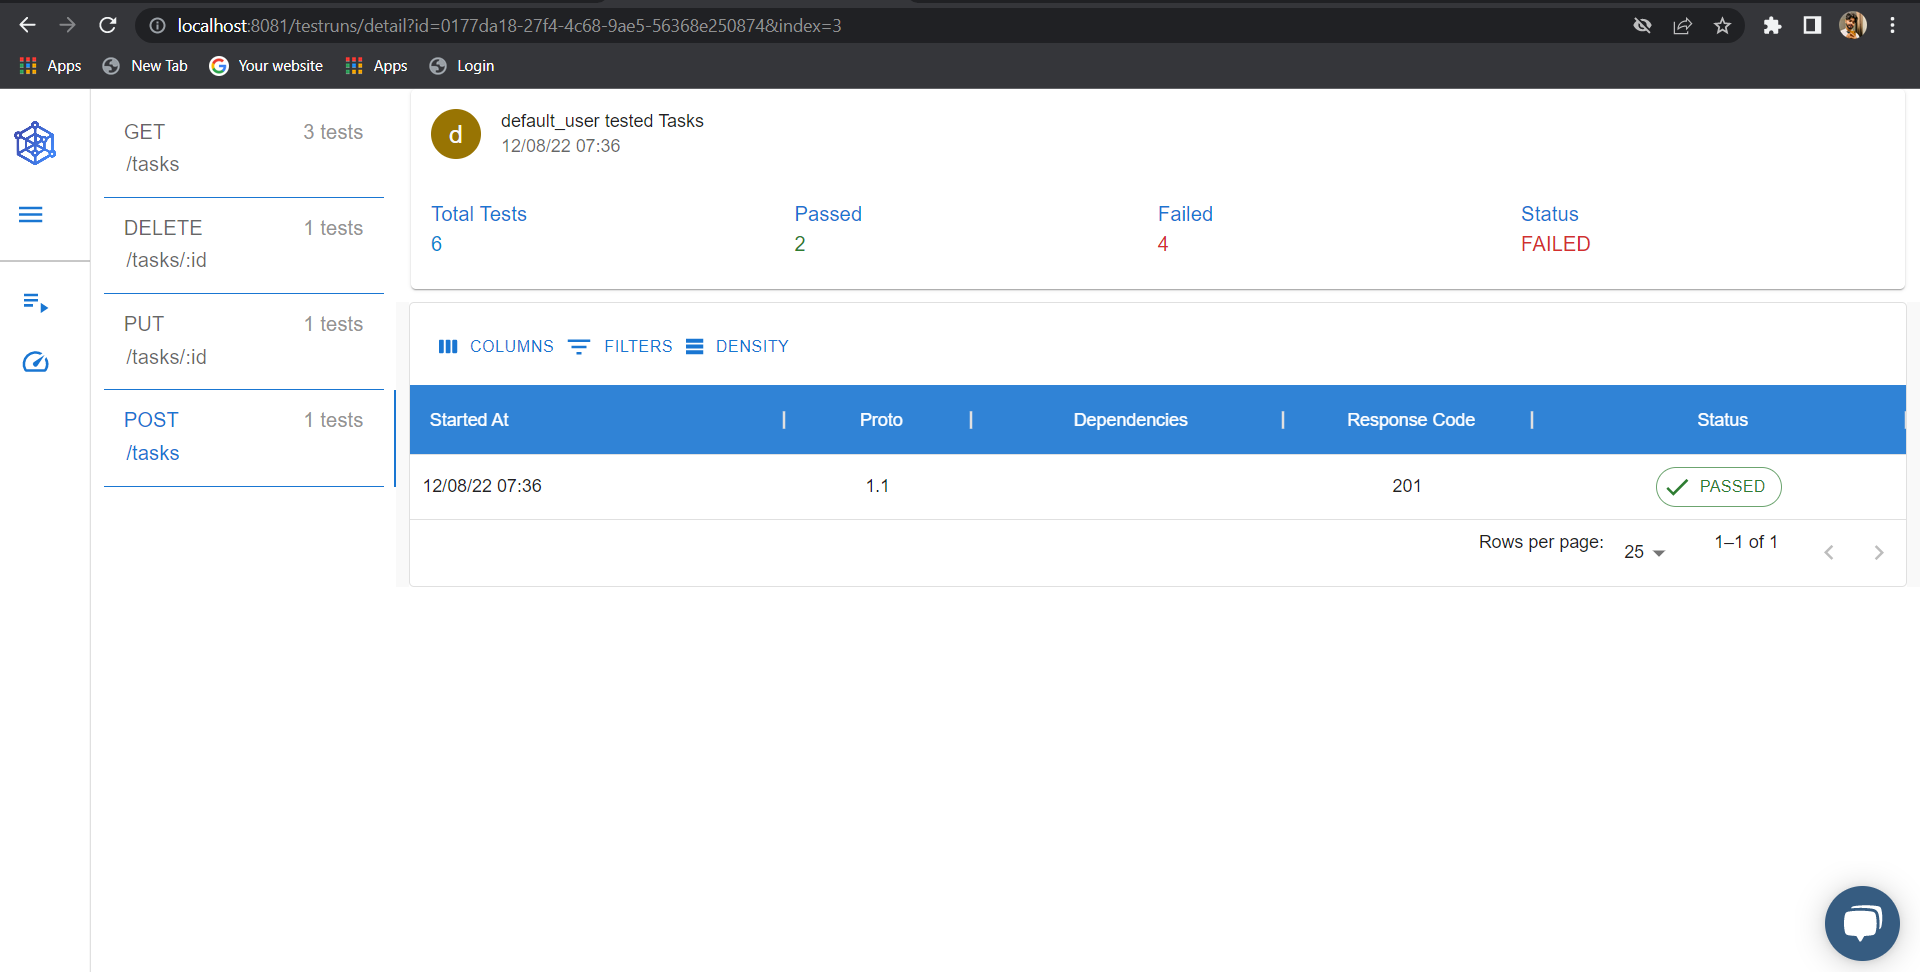 localhost:8081/testruns/detail?id=0177da18-27f4-4c68-9ae5-56368e250874&index=3
Apps New Tab Your website Apps Login
GET 3 tests
/tasks
DELETE 1 tests
/tasks/:id
PUT 1 tests
/tasks/:id
POST 1 tests
/tasks
d
default_user tested Tasks
12/08/22 07:36
Total Tests Passed Failed Status
6 2 4 FAILED
COLUMNS FILTERS DENSITY
Started At Proto Dependencies Response Code Status
12/08/22 07:36 1.1 201 PASSED
Rows per page: 25 1–1 of 1